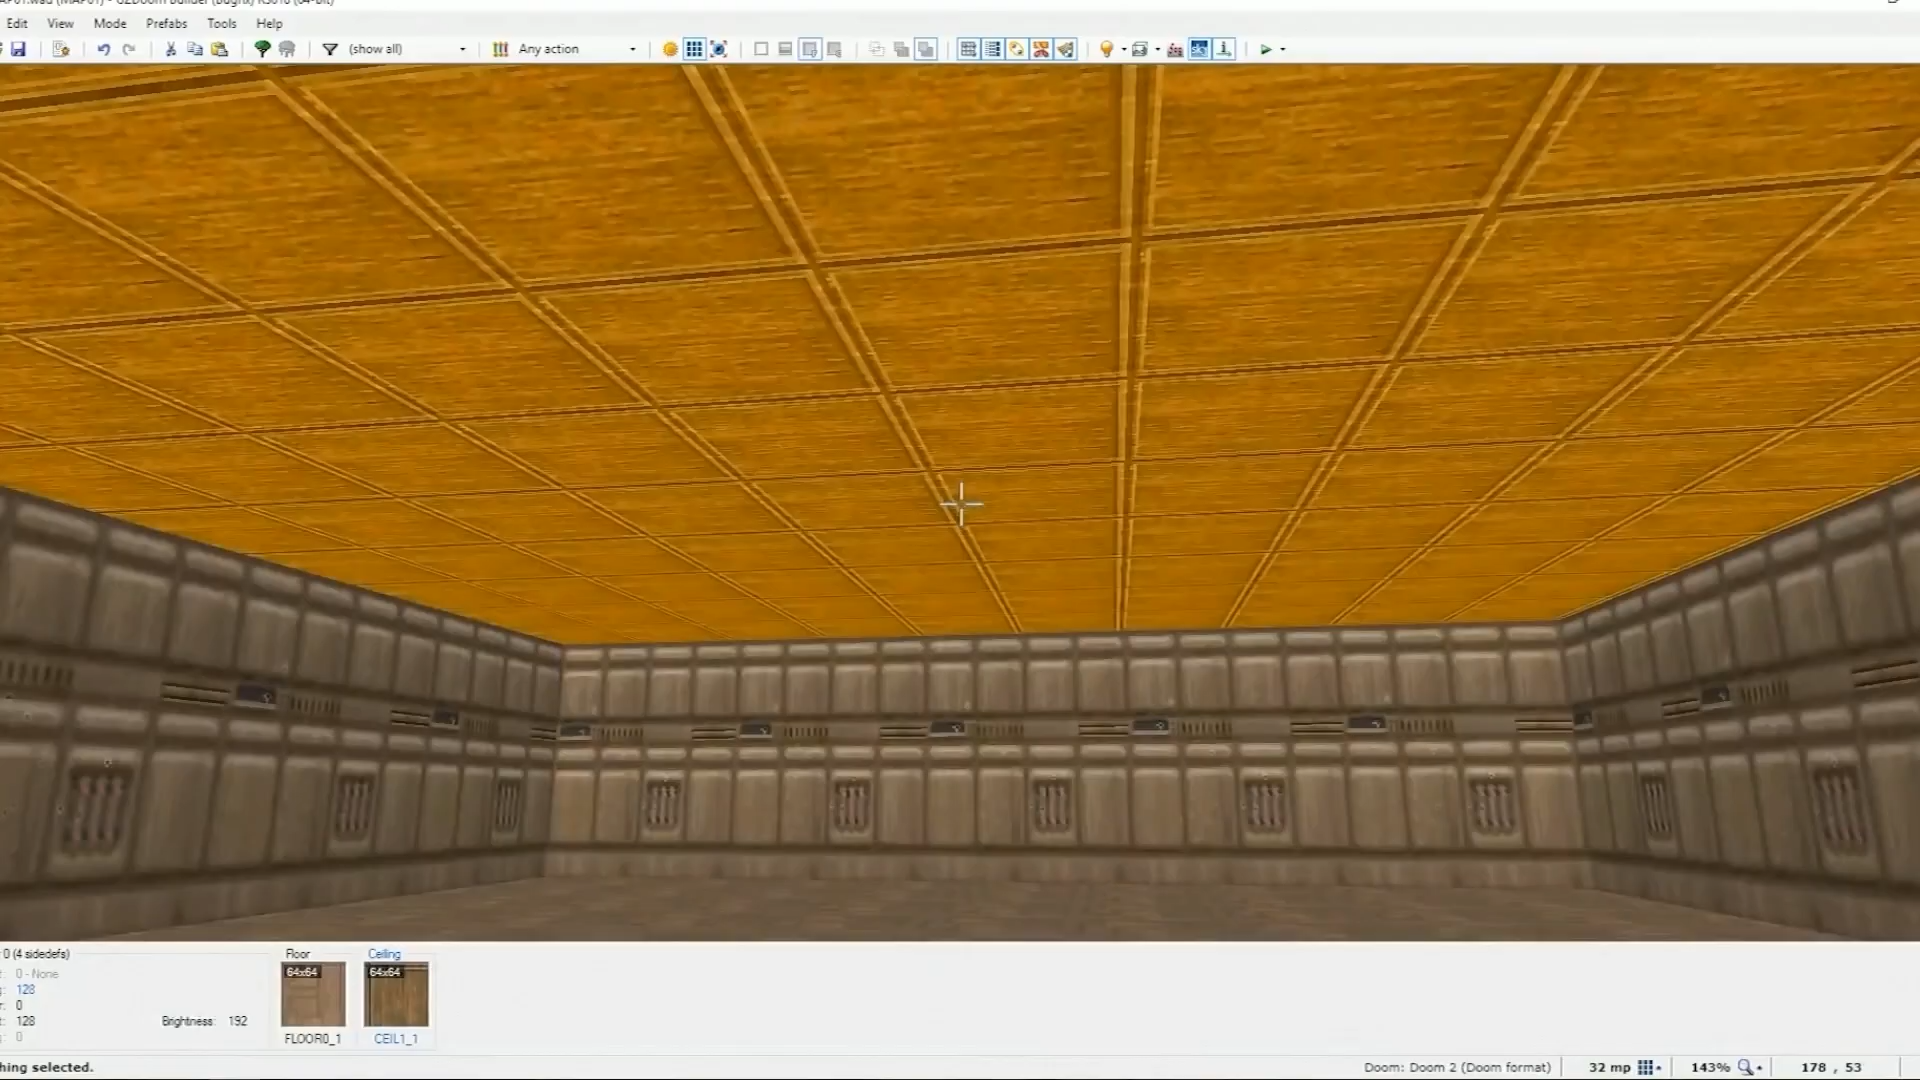 Edit View Mode Prefabs Tools Help
(show all) Any action
0 (4 sidedefs)
0 - None
128
0
128
0
Brightness: 192
Floor
64x64
FLOOR0_1
Ceiling
64x64
CEIL1_1
hing selected.
Doom: Doom 2 (Doom format) 32 mp 143% 178 , 53